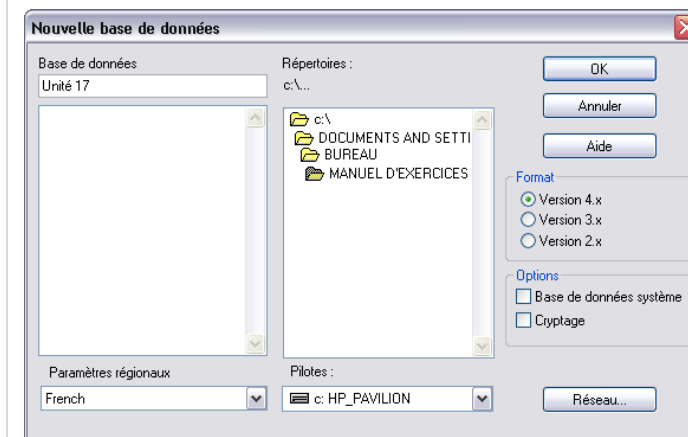 Nouvelle base de données
Base de données
Unité 17
Répertoires :
c:\...
c:\
DOCUMENTS AND SETTI
BUREAU
MANUEL D'EXERCICES
OK
Annuler
Aide
Format
Version 4.x
Version 3.x
Version 2.x
Options
Base de données système
Cryptage
Paramètres régionaux
French
Pilotes :
c: HP_PAVILION
Réseau...